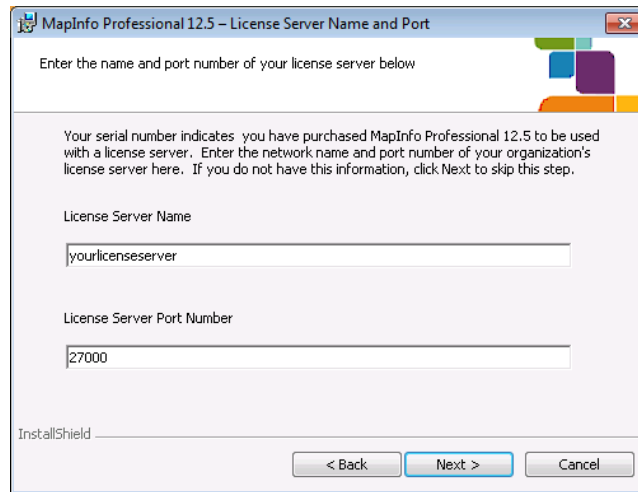 MapInfo Professional 12.5 – License Server Name and Port
Enter the name and port number of your license server below
Your serial number indicates  you have purchased MapInfo Professional 12.5 to be used
with a license server.  Enter the network name and port number of your organization's
license server here.  If you do not have this information, click Next to skip this step.
License Server Name
yourlicenseserver
License Server Port Number
27000
InstallShield
< Back
Next >
Cancel